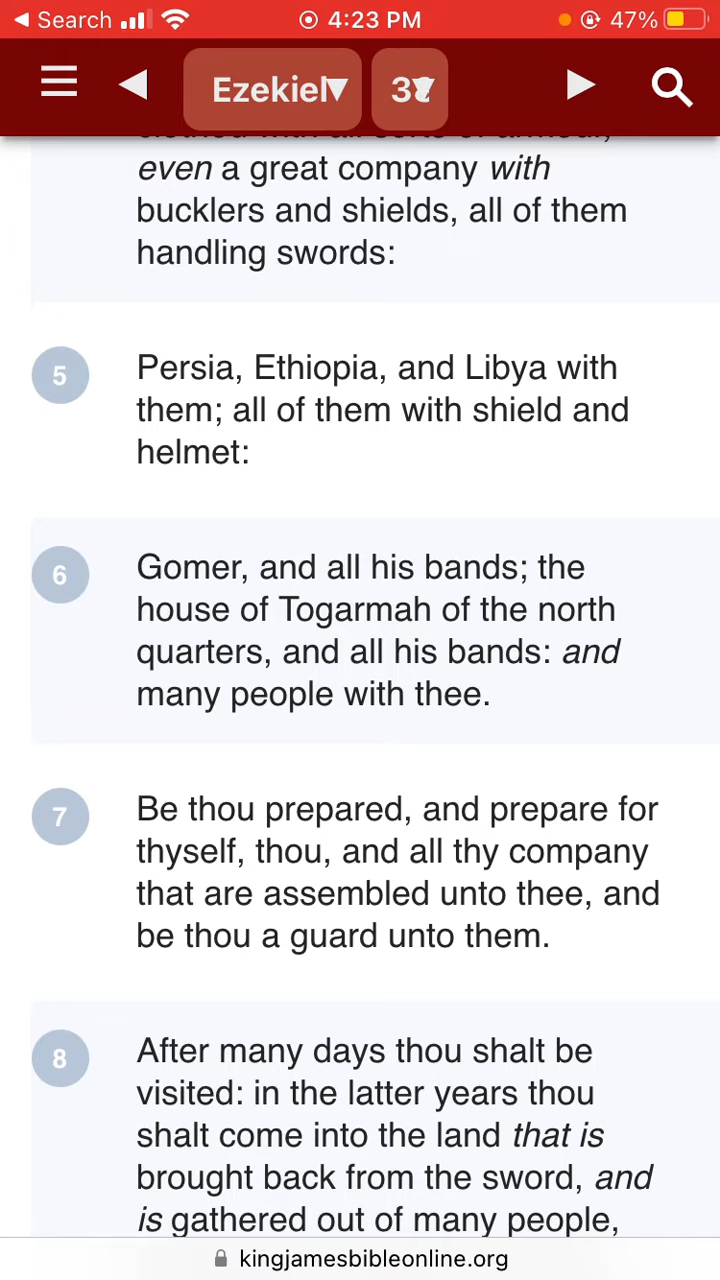 Search 4:23 PM 47%
Ezekiel 38
even a great company with
bucklers and shields, all of them
handling swords:
5 Persia, Ethiopia, and Libya with
them; all of them with shield and
helmet:
6 Gomer, and all his bands; the
house of Togarmah of the north
quarters, and all his bands: and
many people with thee.
7 Be thou prepared, and prepare for
thyself, thou, and all thy company
that are assembled unto thee, and
be thou a guard unto them.
8 After many days thou shalt be
visited: in the latter years thou
shalt come into the land that is
brought back from the sword, and
is gathered out of many people,
kingjamesbibleonline.org